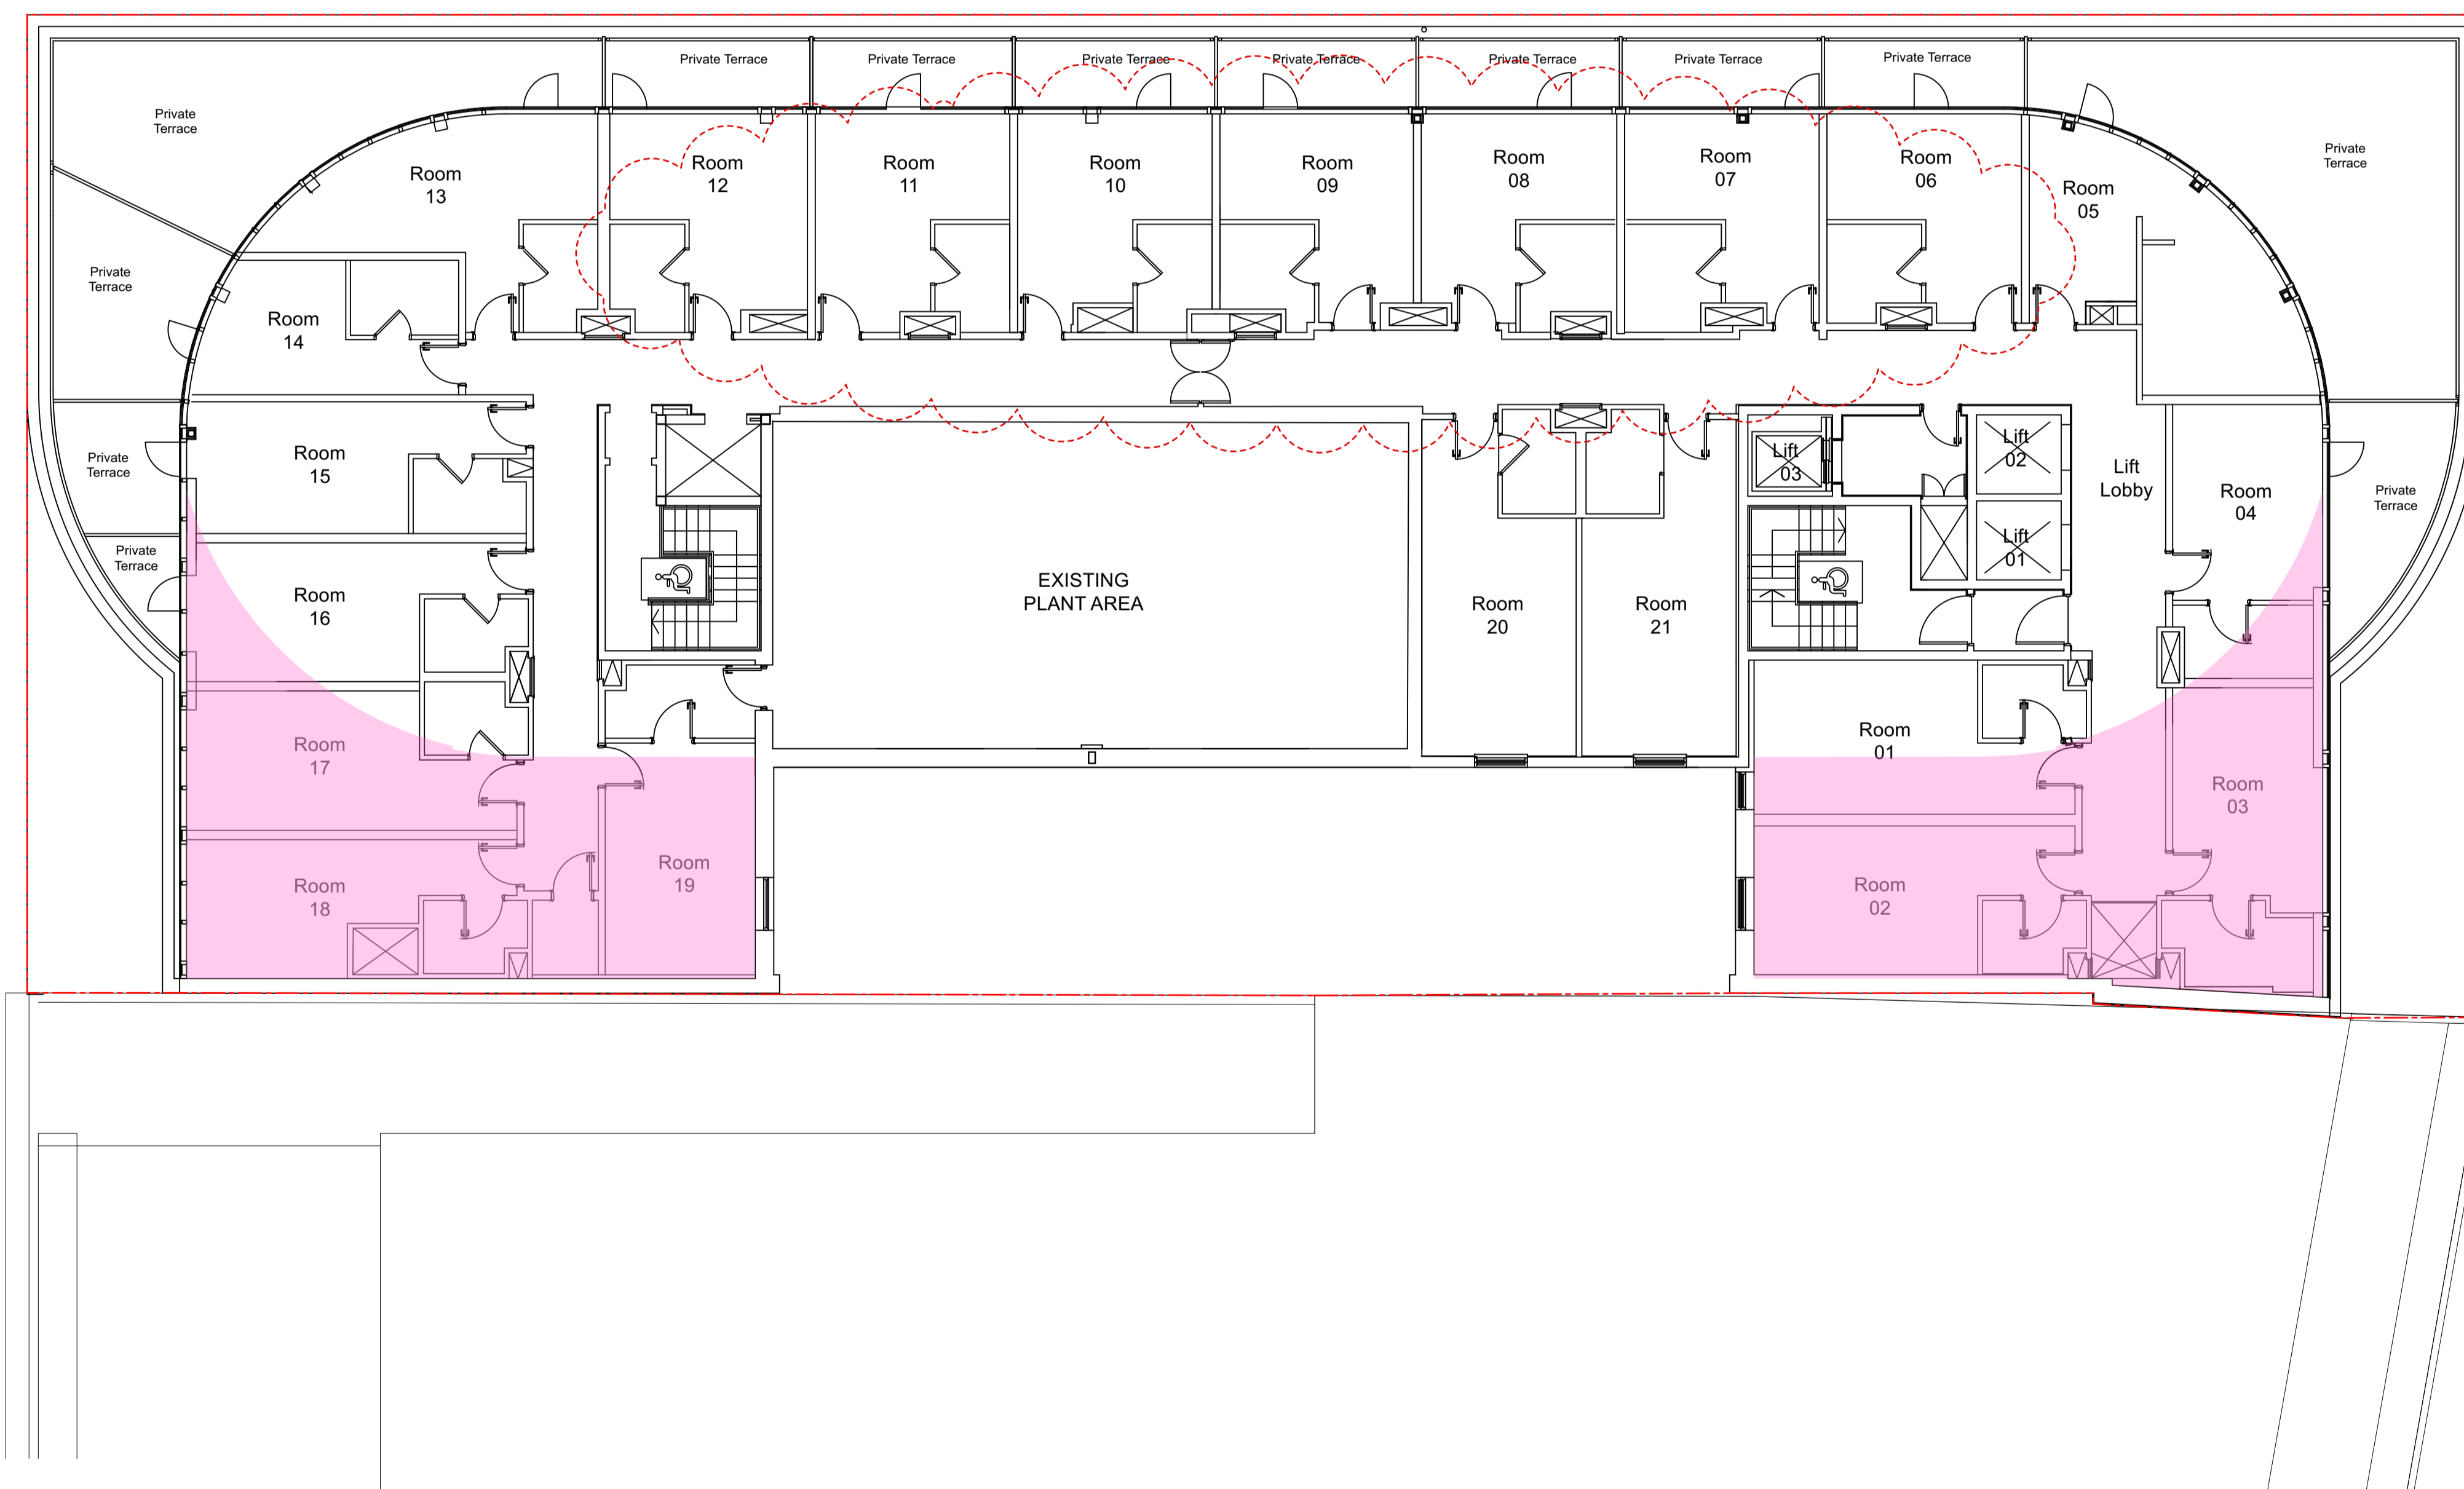 Private Terrace
Private Terrace
Private Terrace
Private Terrace
Private Terrace
Private Terrace
Private Terrace
Private
Terrace
Private
Terrace
Room
13
Room
12
Room
11
Room
10
Room
09
Room
08
Room
07
Room
06
Room
05
Private
Terrace
Room
14
Private
Terrace
Room
15
Lift
03
Lift
02
Lift
Lobby
Room
04
Private
Terrace
Private
Terrace
Room
16
EXISTING
PLANT AREA
Room
20
Room
21
Lift
01
Room
17
Room
01
Room
03
Room
18
Room
19
Room
02